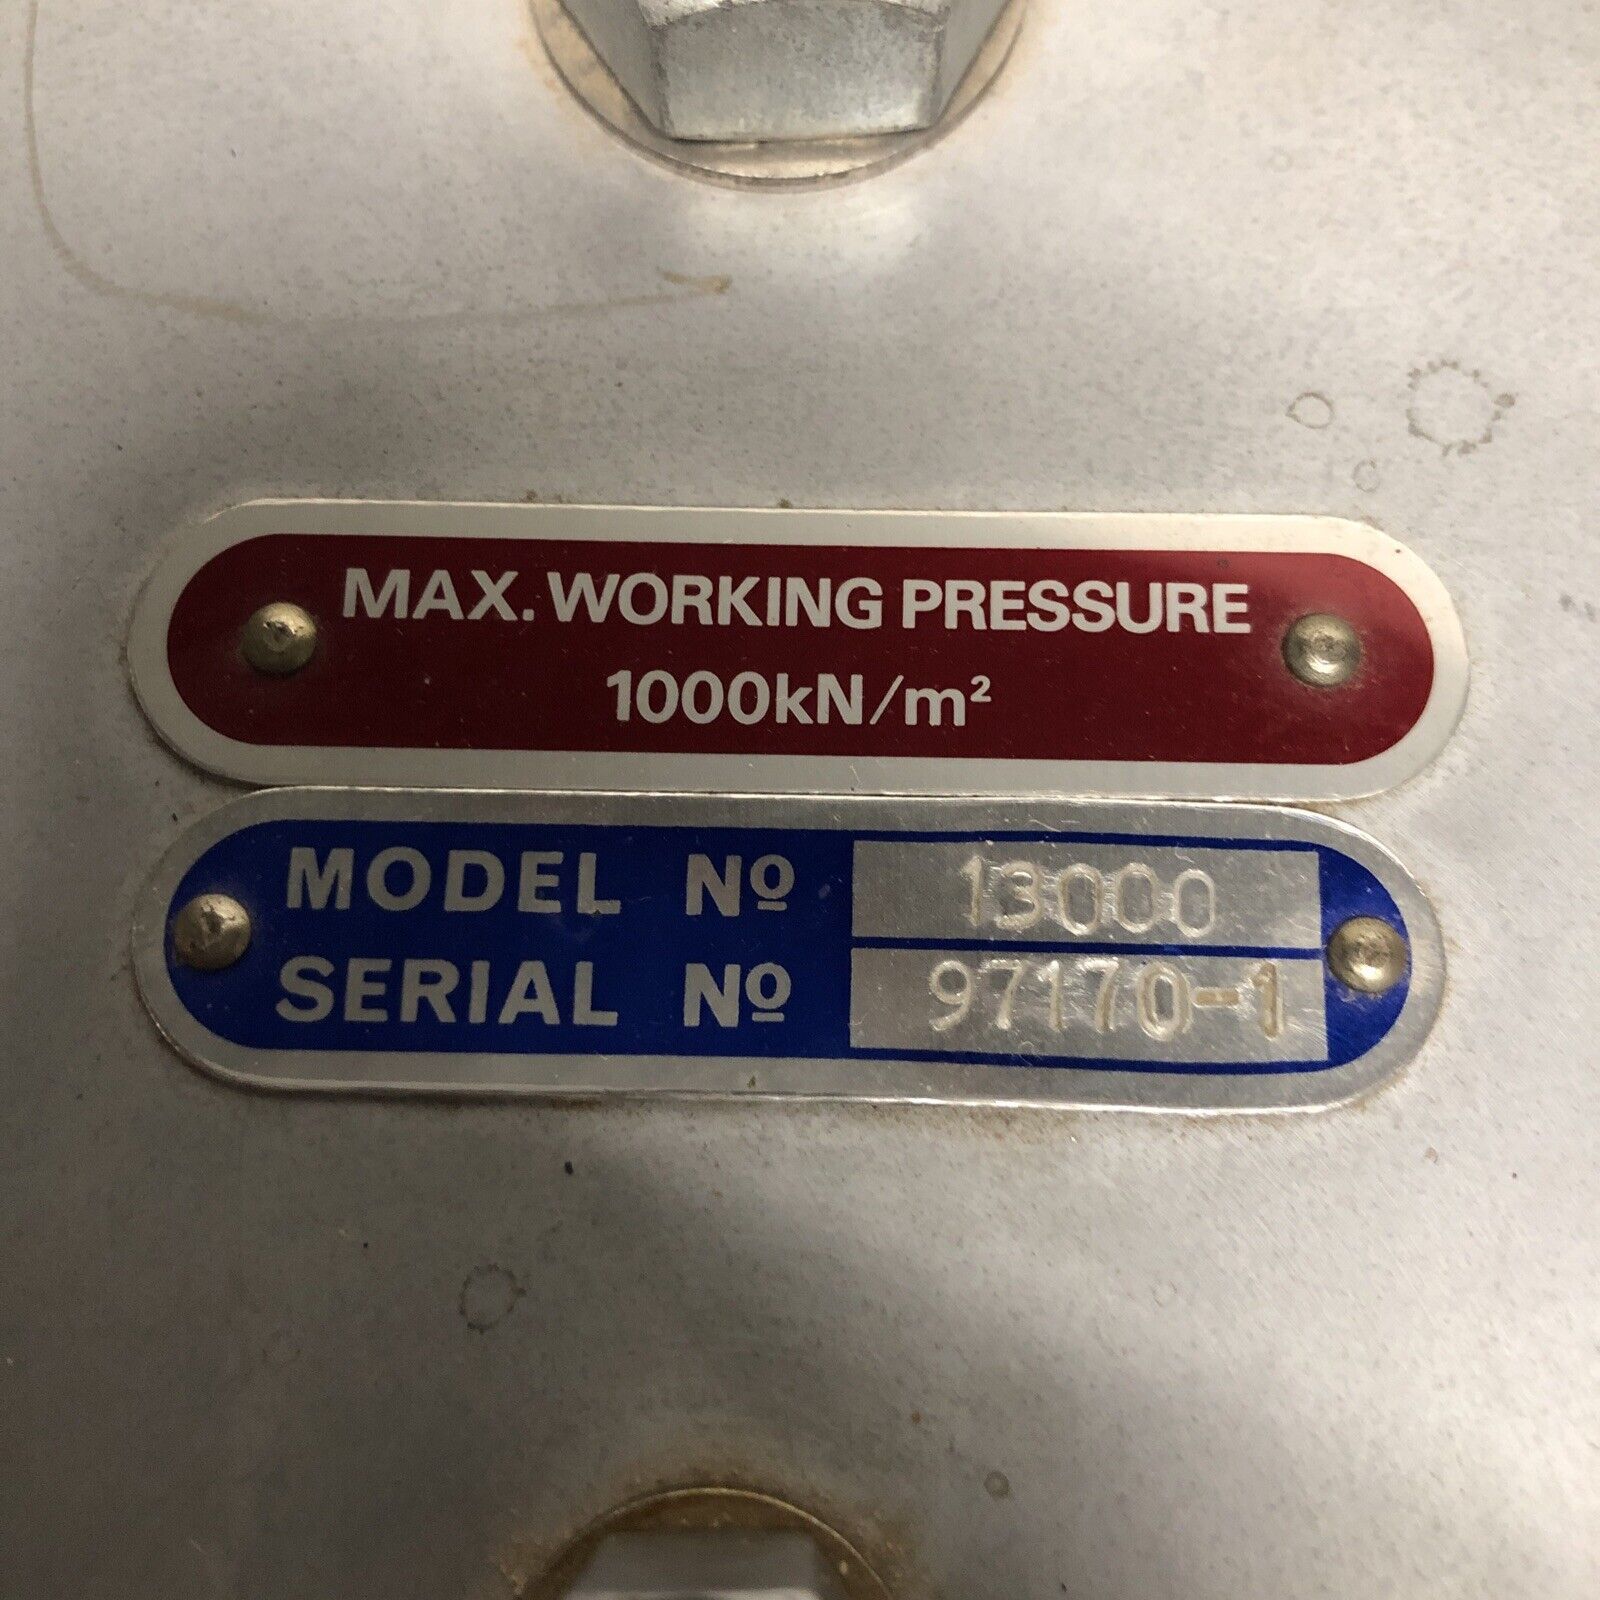 MAX. WORKING PRESSURE
1000kN/m²
MODEL Nº 13000
SERIAL Nº 97170-1